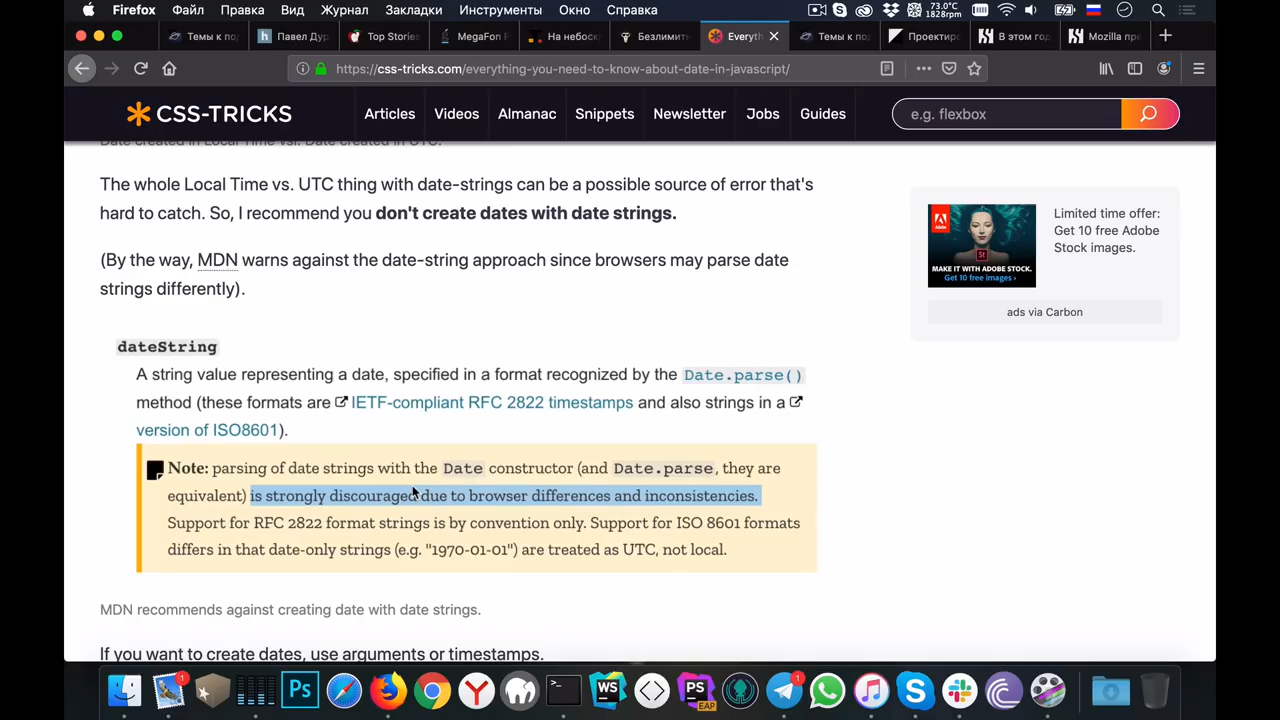 Firefox Файл Правка Вид Журнал Закладки Инструменты Окно Справка 73.0°C 1828rpm
Темы к по Павел Дур Top Stories MegaFon P На небоск Безлимитн Everyth Темы к по Проектиро В этом год Mozilla пре
https://css-tricks.com/everything-you-need-to-know-about-date-in-javascript/
CSS-TRICKS Articles Videos Almanac Snippets Newsletter Jobs Guides e.g. flexbox
Date created in Local Time vs. Date created in UTC.
The whole Local Time vs. UTC thing with date-strings can be a possible source of error that's
hard to catch. So, I recommend you don't create dates with date strings.
(By the way, MDN warns against the date-string approach since browsers may parse date
strings differently).
dateString
A string value representing a date, specified in a format recognized by the Date.parse()
method (these formats are IETF-compliant RFC 2822 timestamps and also strings in a
version of ISO8601).
Note: parsing of date strings with the Date constructor (and Date.parse, they are
equivalent) is strongly discouraged due to browser differences and inconsistencies.
Support for RFC 2822 format strings is by convention only. Support for ISO 8601 formats
differs in that date-only strings (e.g. "1970-01-01") are treated as UTC, not local.
MDN recommends against creating date with date strings.
If you want to create dates, use arguments or timestamps.
MAKE IT WITH ADOBE STOCK.
Get 10 free images ›
Limited time offer:
Get 10 free Adobe
Stock images.
ads via Carbon
1 Ps WS PS EAP 1